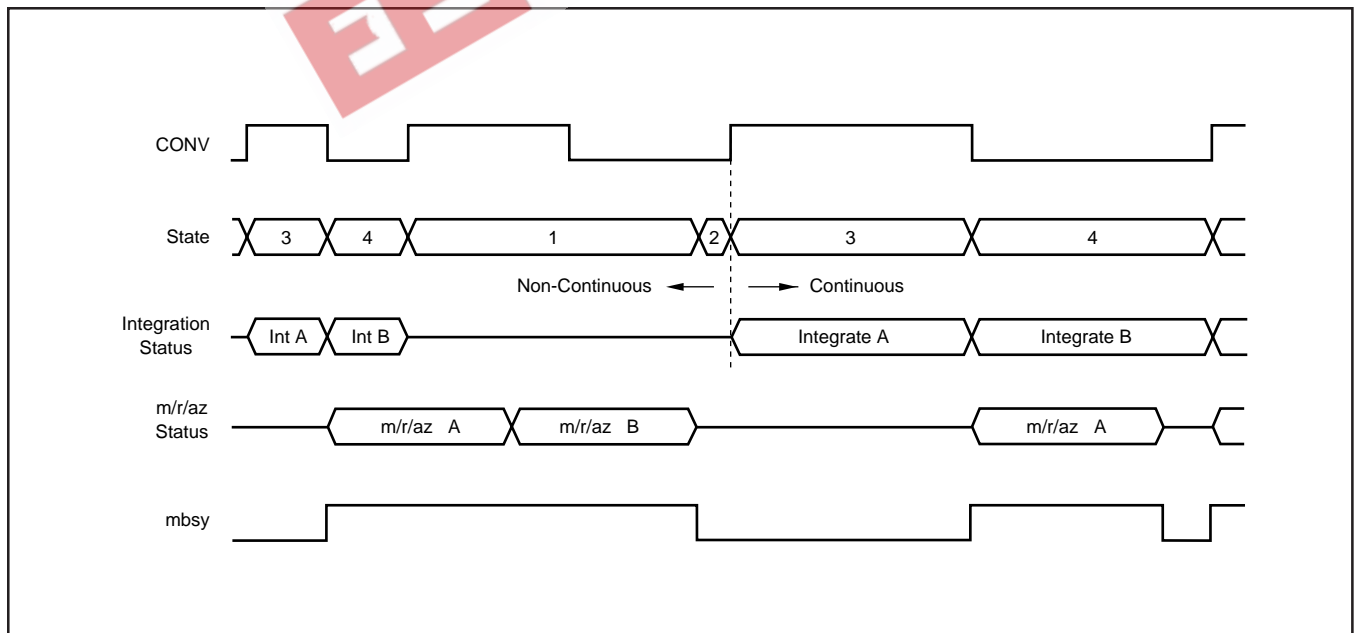 CONV
State
3
4
1
2
3
4
Non-Continuous
Continuous
Integration
Status
Int A
Int B
Integrate A
Integrate B
m/r/az
Status
m/r/az A
m/r/az B
m/r/az A
mbsy